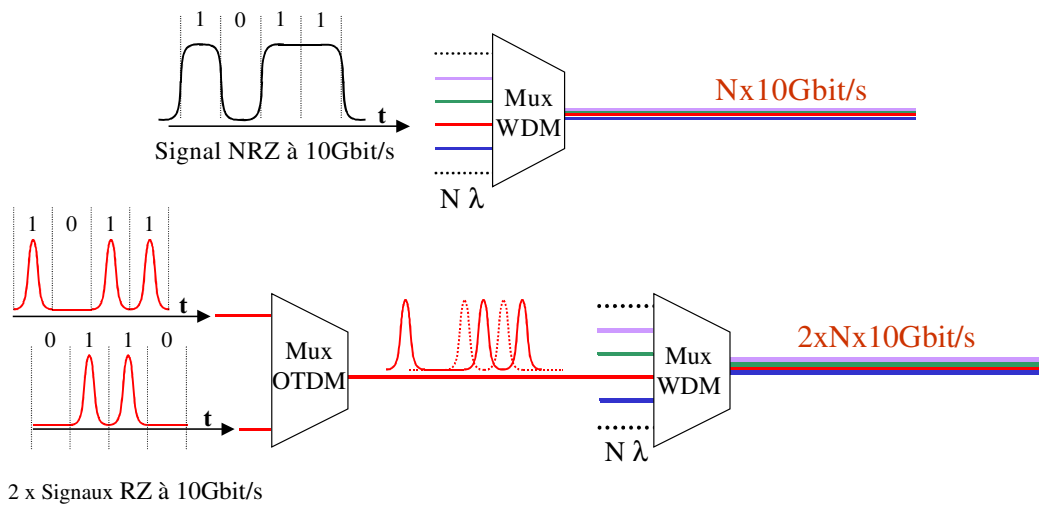 1 0 1 1
t
Signal NRZ à 10Gbit/s
Mux
WDM
N λ
Nx10Gbit/s
1 0 1 1
t
0 1 1 0
t
2 x Signaux RZ à 10Gbit/s
Mux
OTDM
Mux
WDM
N λ
2xNx10Gbit/s